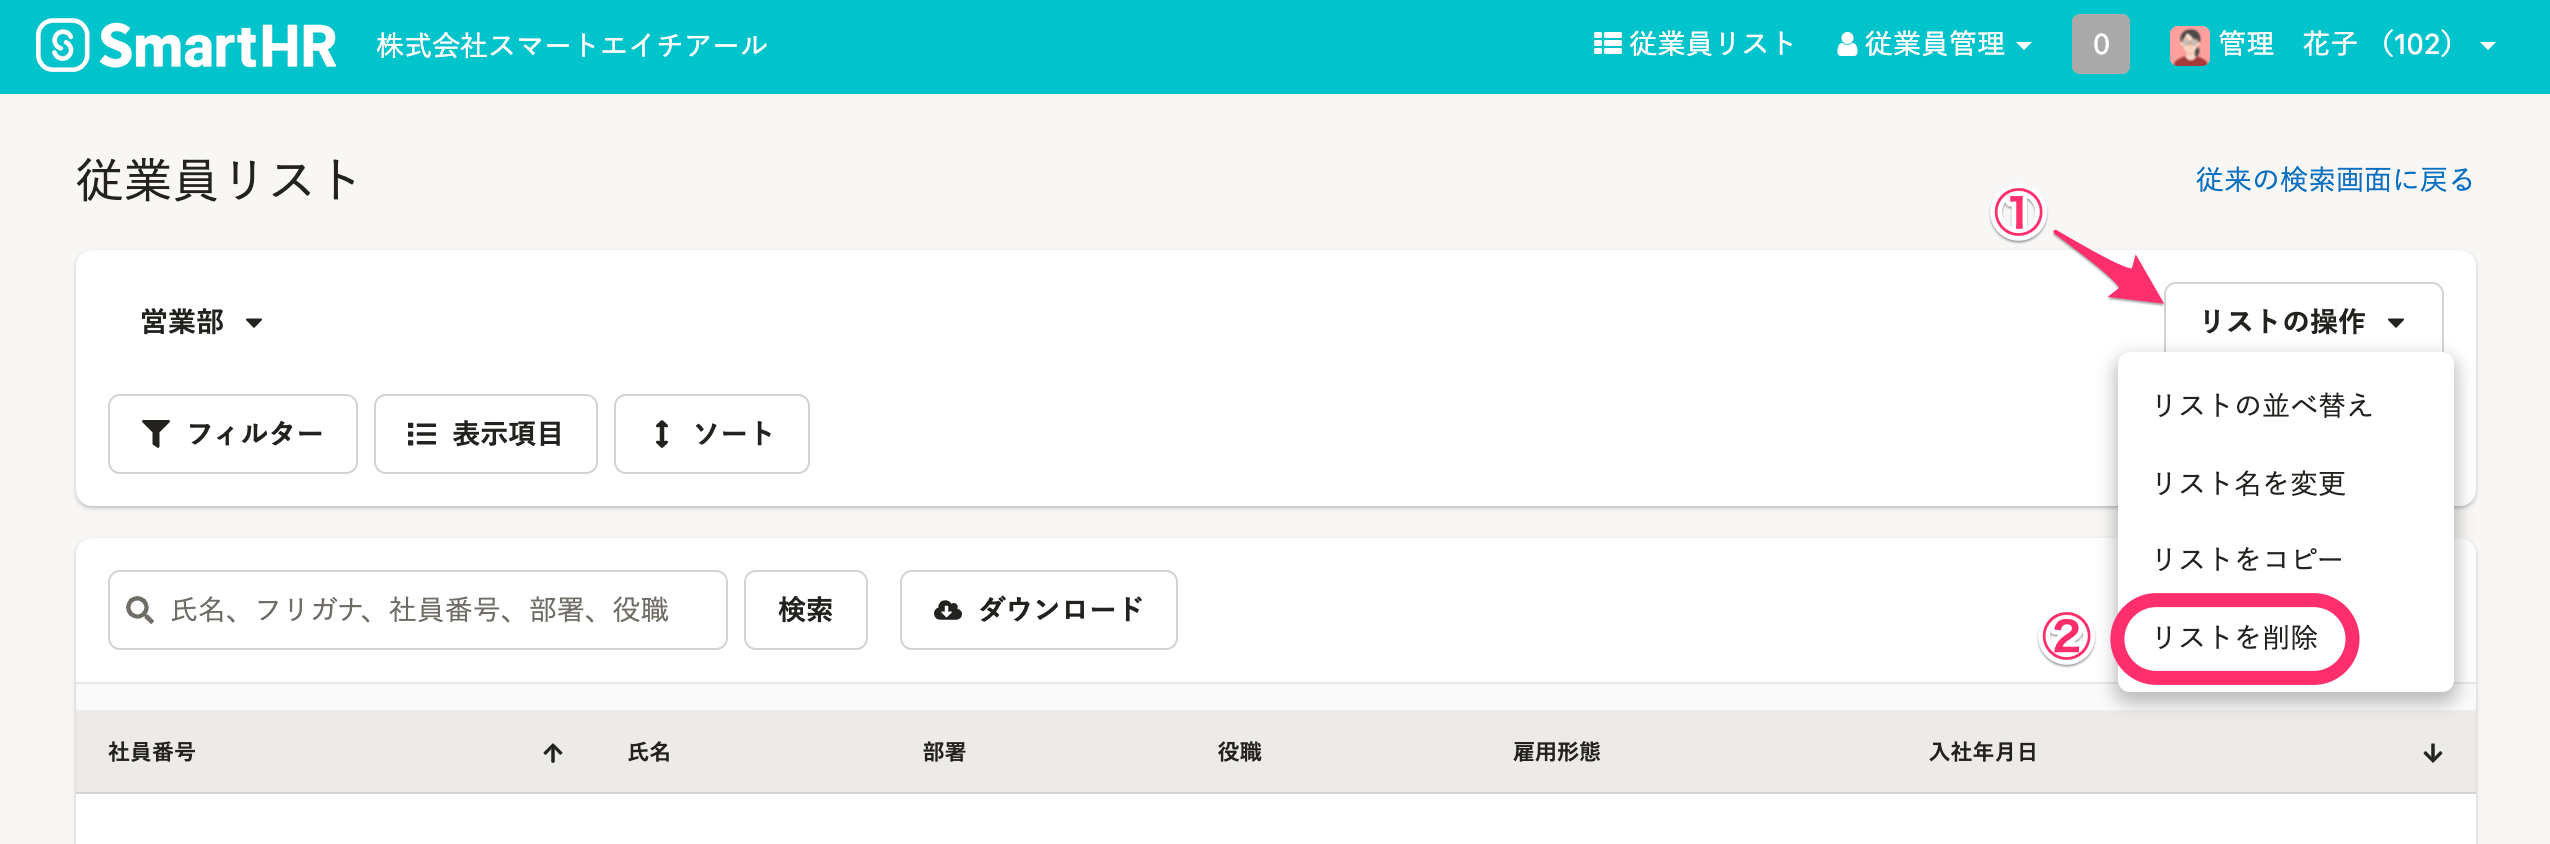 SmartHR 株式会社スマートエイチアール 従業員リスト 従業員管理 0 管理 花子 （102）
従業員リスト
従来の検索画面に戻る
①
営業部
リストの操作
リストの並べ替え
フィルター 表示項目 ソート
リスト名を変更
リストをコピー
氏名、フリガナ、社員番号、部署、役職 検索 ダウンロード
② リストを削除
社員番号 氏名 部署 役職 雇用形態 入社年月日